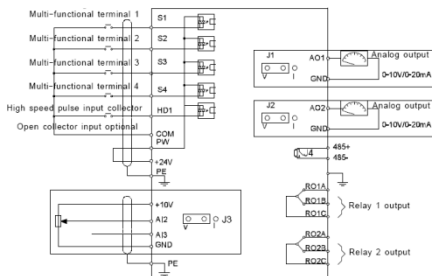 Multi-functional terminal 1
S1
Multi-functional terminal 2
S2
Multi-functional terminal 3
S3
Multi-functional terminal 4
S4
High speed pulse input collector
HD1
Open collector input optional
COM
PW
+24V
PE
+10V
AI2
AI3
GND
V
I
J3
PE
J1
V
I
AO1
Analog output
GND
0-10V/0-20mA
J2
V
I
AO2
Analog output
GND
0-10V/0-20mA
J4
485+
485-
RO1A
RO1B
RO1C
Relay 1 output
RO2A
RO2B
RO2C
Relay 2 output